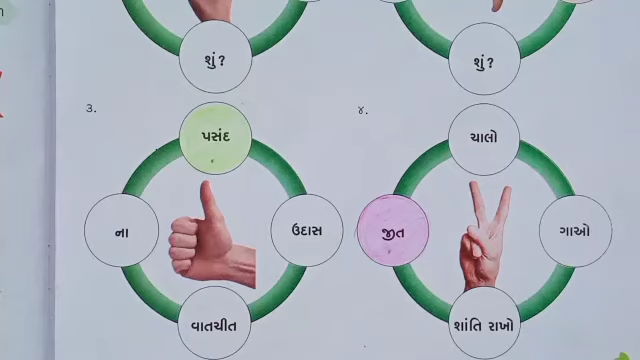 શું?
શું?
૩.
પસંદ
ના
ઉદાસ
વાતચીત
૪.
ચાલો
જીત
ગાઓ
શાંતિ રાખો